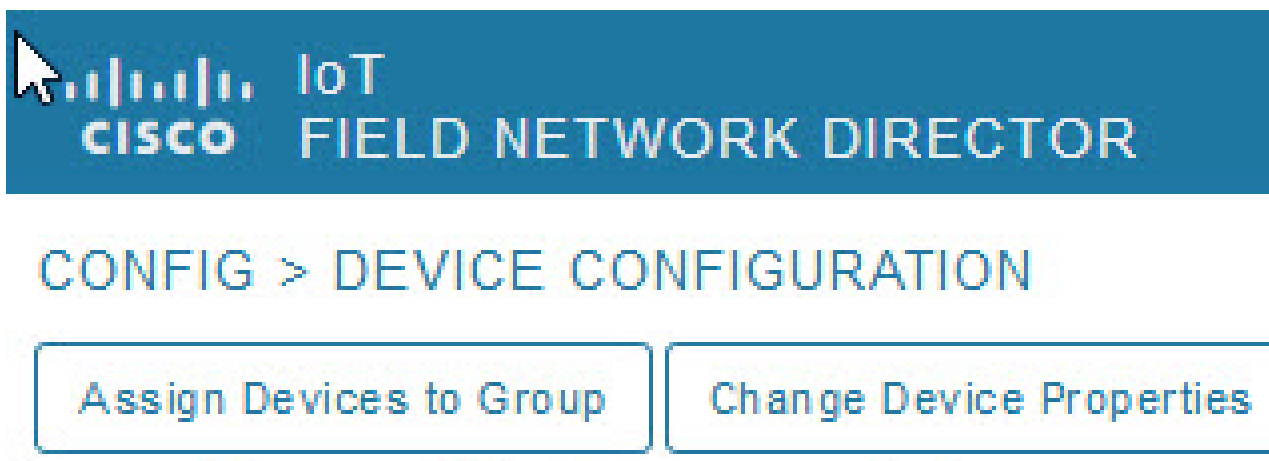 IoT
CISCO FIELD NETWORK DIRECTOR
CONFIG > DEVICE CONFIGURATION
Assign Devices to Group Change Device Properties